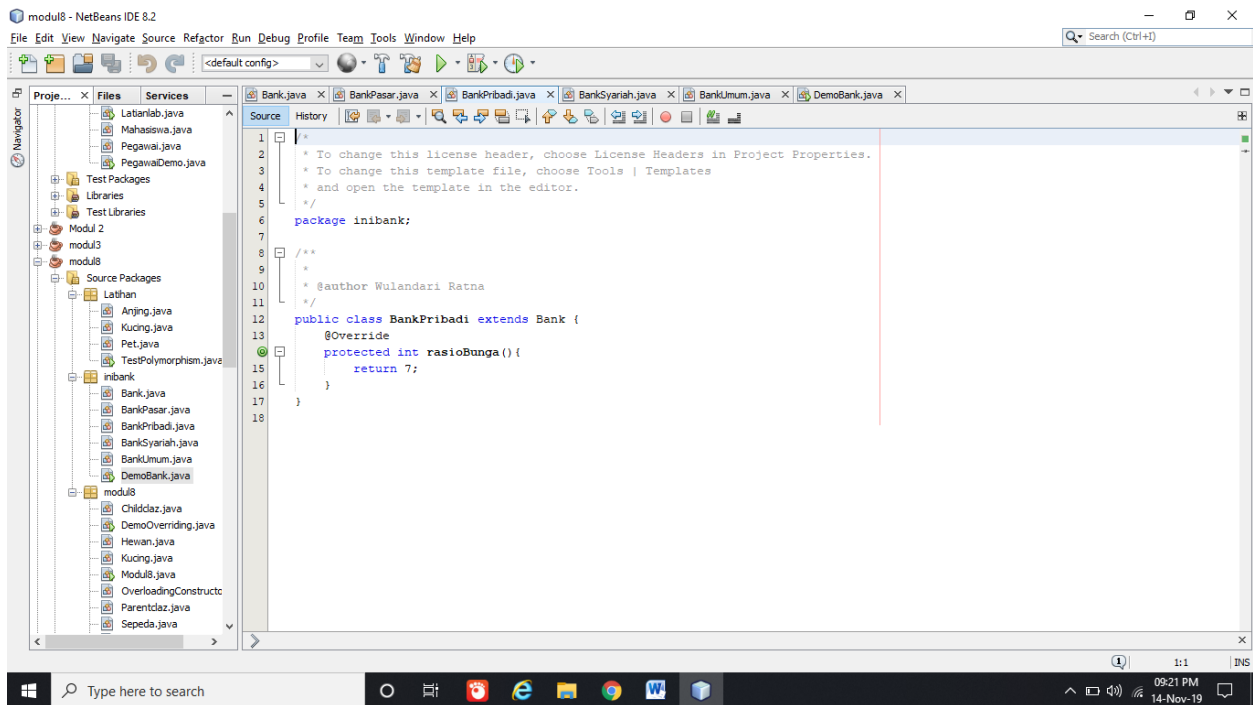 modul8 - NetBeans IDE 8.2
File Edit View Navigate Source Refactor Run Debug Profile Team Tools Window Help
Search (Ctrl+I)
<default config>
Proje... Files Services
Navigator
Latianlab.java
Mahasiswa.java
Pegawai.java
PegawaiDemo.java
Test Packages
Libraries
Test Libraries
Modul 2
modul3
modul8
Source Packages
Latihan
Anjing.java
Kucing.java
Pet.java
TestPolymorphism.java
inibank
Bank.java
BankPasar.java
BankPribadi.java
BankSyariah.java
BankUmum.java
DemoBank.java
modul8
Childclaz.java
DemoOverriding.java
Hewan.java
Kucing.java
Modul8.java
OverloadingConstructo
Parentclaz.java
Sepeda.java
Bank.java BankPasar.java BankPribadi.java BankSyariah.java BankUmum.java DemoBank.java
Source History
1 /*
2 * To change this license header, choose License Headers in Project Properties.
3 * To change this template file, choose Tools | Templates
4 * and open the template in the editor.
5 */
6 package inibank;
7
8 /**
9 *
10 * @author Wulandari Ratna
11 */
12 public class BankPribadi extends Bank {
13 @Override
protected int rasioBunga(){
15 return 7;
16 }
17 }
18
1 1:1 INS
Type here to search
09:21 PM
14-Nov-19